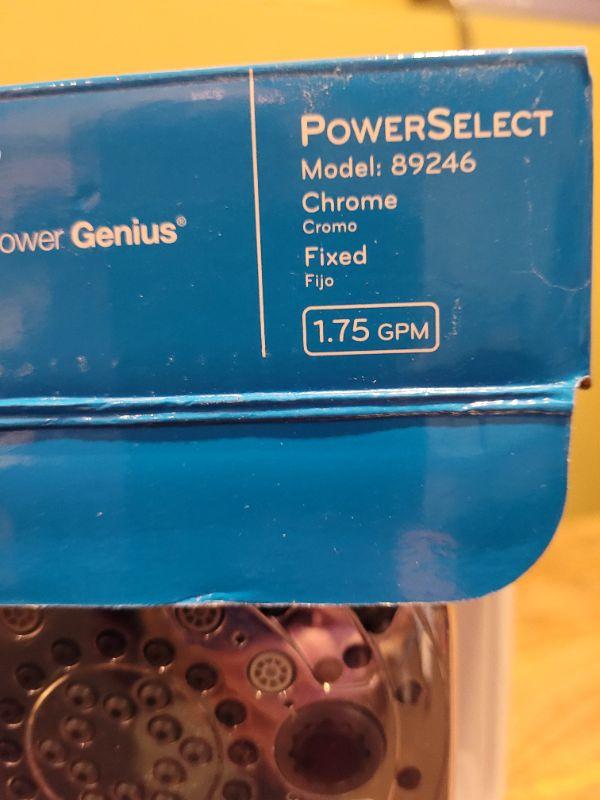 ower Genius®
POWERSELECT
Model: 89246
Chrome
Cromo
Fixed
Fijo
1.75 GPM